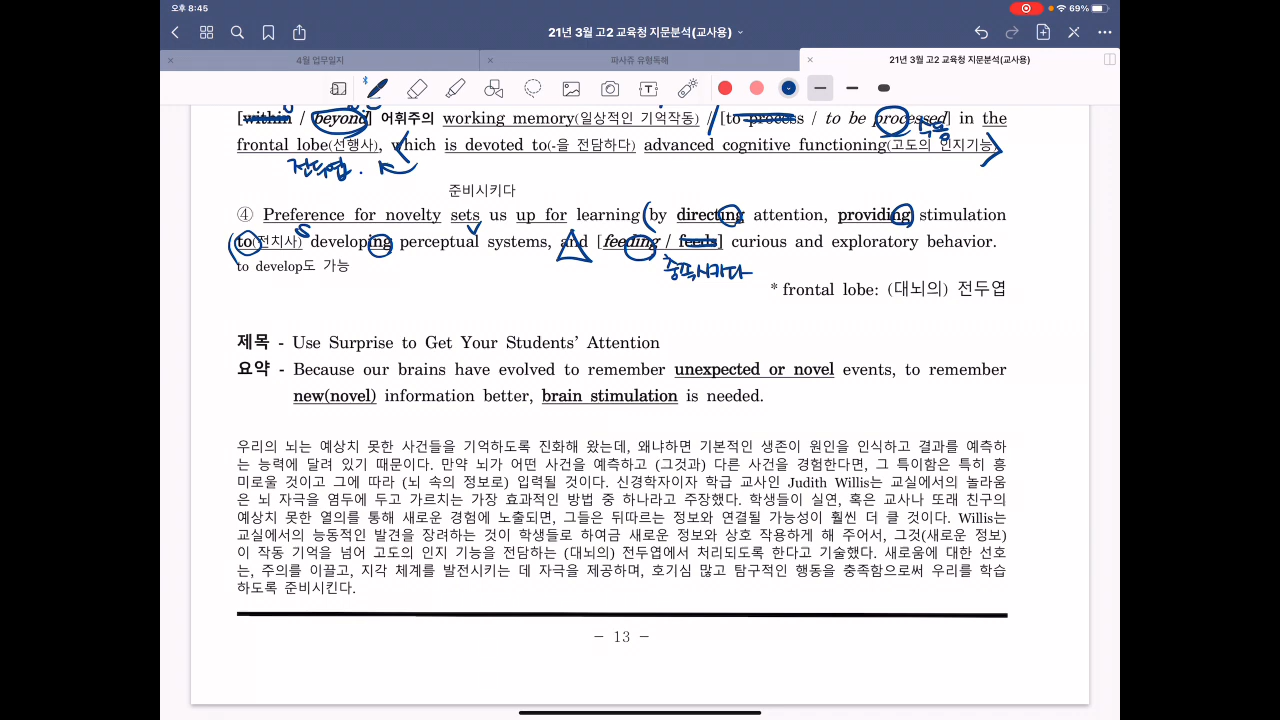 오후 8:45
69%
21년 3월 고2 교육청 지문분석(교사용)
4월 업무일지
파사쥬 유형독해
21년 3월 고2 교육청 지문분석(교사용)
[within / beyond] 어휘주의 working memory(일상적인 기억작동) / [to process / to be processed] in the
수동
frontal lobe(선행사), which is devoted to(-을 전담하다) advanced cognitive functioning(고도의 인지기능)
전두엽.
준비시키다
④ Preference for novelty sets us up for learning (by directing attention, providing stimulation
(to(전치사) developing perceptual systems, and [feeding / feeds] curious and exploratory behavior.
to develop도 가능
충족시키다
* frontal lobe: (대뇌의) 전두엽
제목 - Use Surprise to Get Your Students' Attention
요약 - Because our brains have evolved to remember unexpected or novel events, to remember
new(novel) information better, brain stimulation is needed.
우리의 뇌는 예상치 못한 사건들을 기억하도록 진화해 왔는데, 왜냐하면 기본적인 생존이 원인을 인식하고 결과를 예측하
는 능력에 달려 있기 때문이다. 만약 뇌가 어떤 사건을 예측하고 (그것과) 다른 사건을 경험한다면, 그 특이함은 특히 흥
미로울 것이고 그에 따라 (뇌 속의 정보로) 입력될 것이다. 신경학자이자 학급 교사인 Judith Willis는 교실에서의 놀라움
은 뇌 자극을 염두에 두고 가르치는 가장 효과적인 방법 중 하나라고 주장했다. 학생들이 실연, 혹은 교사나 또래 친구의
예상치 못한 열의를 통해 새로운 경험에 노출되면, 그들은 뒤따르는 정보와 연결될 가능성이 훨씬 더 클 것이다. Willis는
교실에서의 능동적인 발견을 장려하는 것이 학생들로 하여금 새로운 정보와 상호 작용하게 해 주어서, 그것(새로운 정보)
이 작동 기억을 넘어 고도의 인지 기능을 전담하는 (대뇌의) 전두엽에서 처리되도록 한다고 기술했다. 새로움에 대한 선호
는, 주의를 이끌고, 지각 체계를 발전시키는 데 자극을 제공하며, 호기심 많고 탐구적인 행동을 충족함으로써 우리를 학습
하도록 준비시킨다.
- 13 -